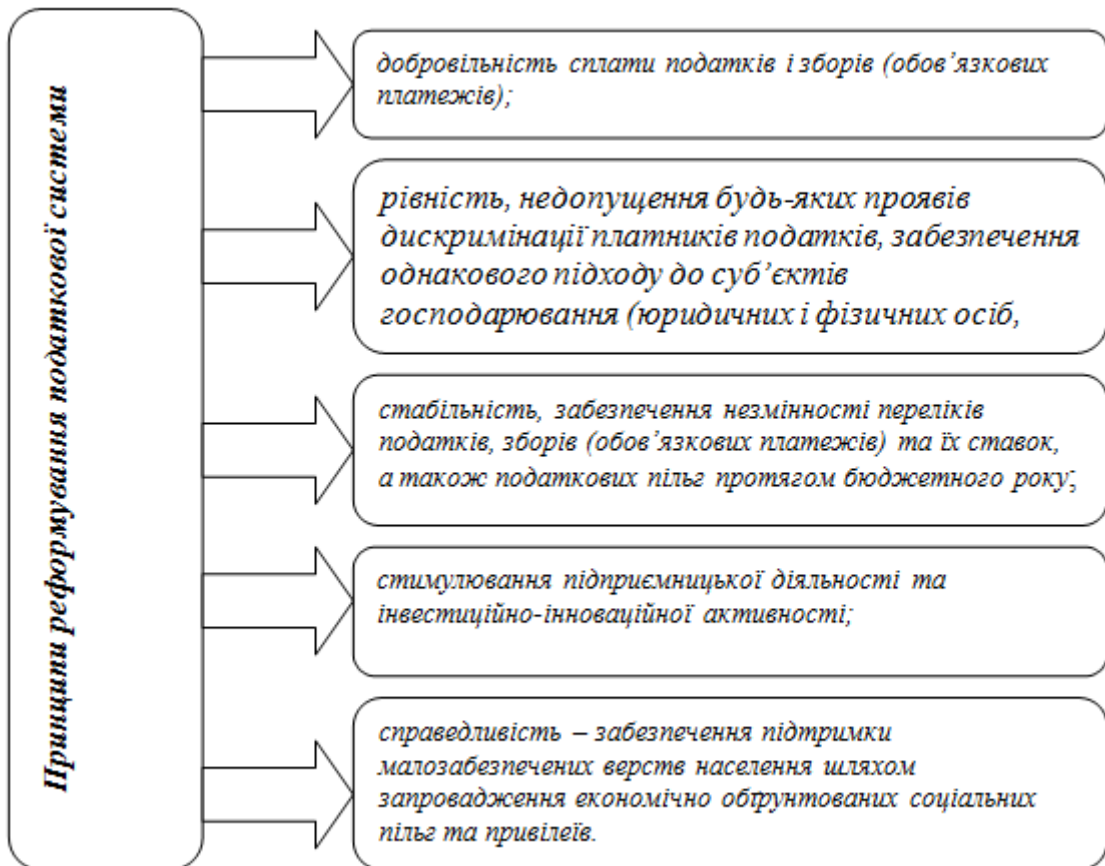 Принципи реформування податкової системи
добровільність сплати податків і зборів (обов’язкових
платежів);
рівність, недопущення будь-яких проявів
дискримінації платників податків, забезпечення
однакового підходу до суб’єктів
господарювання (юридичних і фізичних осіб,
стабільність, забезпечення незмінності переліків
податків, зборів (обов’язкових платежів) та їх ставок,
а також податкових пільг протягом бюджетного року;
стимулювання підприємницької діяльності та
інвестиційно-інноваційної активності;
справедливість – забезпечення підтримки
малозабезпечених верств населення шляхом
запровадження економічно обґрунтованих соціальних
пільг та привілеїв.